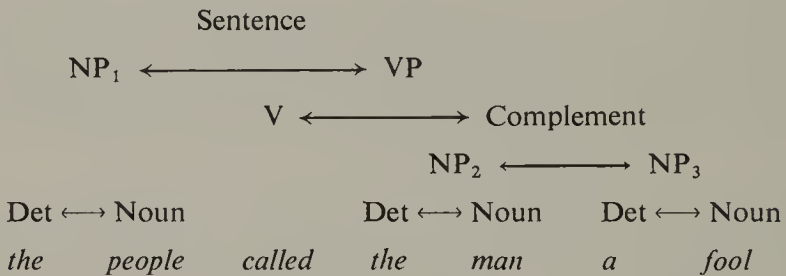 Sentence
NP₁ ⟷ VP
V ⟷ Complement
NP₂ ⟷ NP₃
Det ⟷ Noun Det ⟷ Noun Det ⟷ Noun
the people called the man a fool